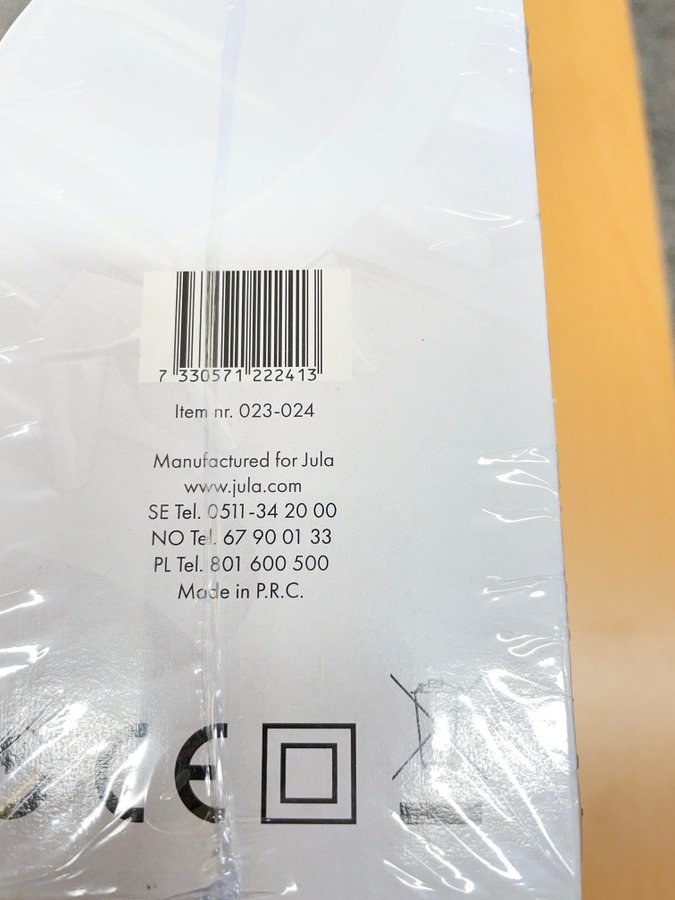 7 330571 222413
Item nr. 023-024
Manufactured for Jula
www.jula.com
SE Tel. 0511-34 20 00
NO Tel. 67 90 01 33
PL Tel. 801 600 500
Made in P.R.C.
CE